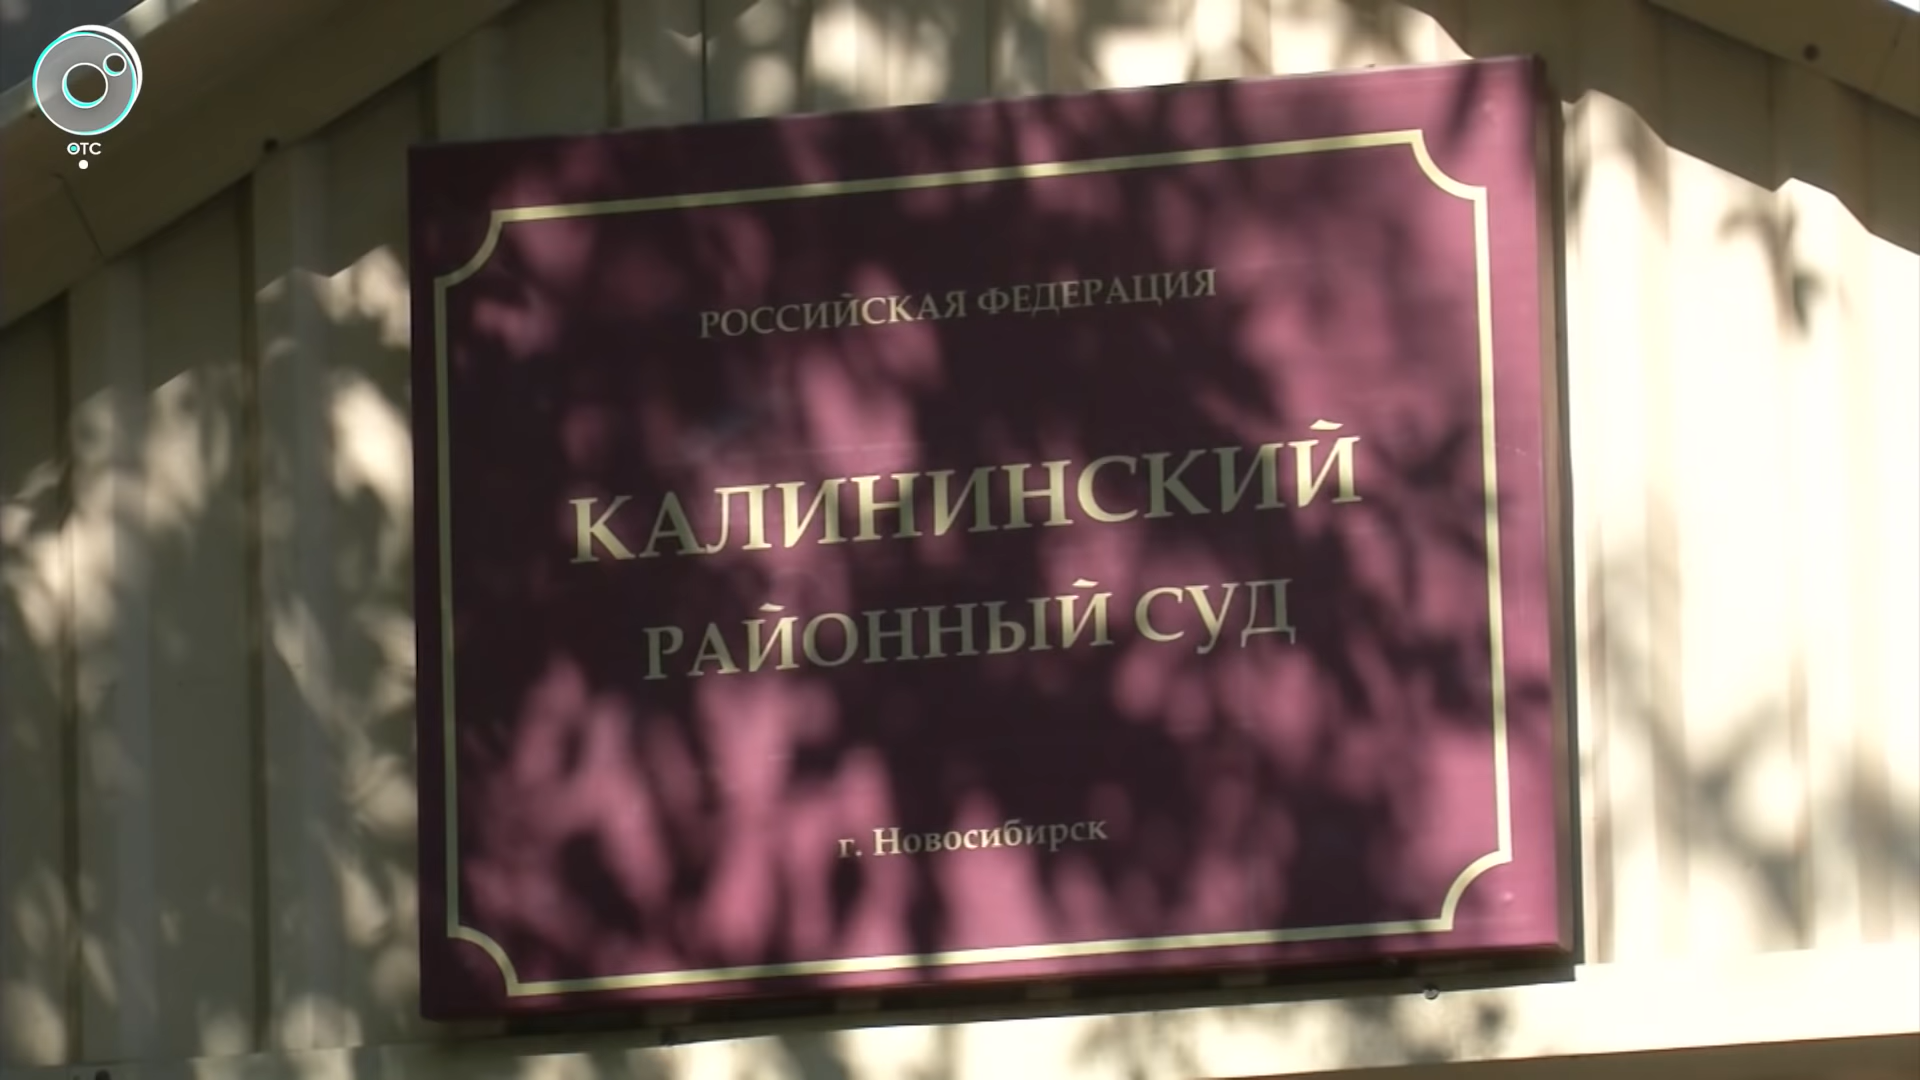 ОТС
РОССИЙСКАЯ ФЕДЕРАЦИЯ
КАЛИНИНСКИЙ
РАЙОННЫЙ СУД
г. Новосибирск